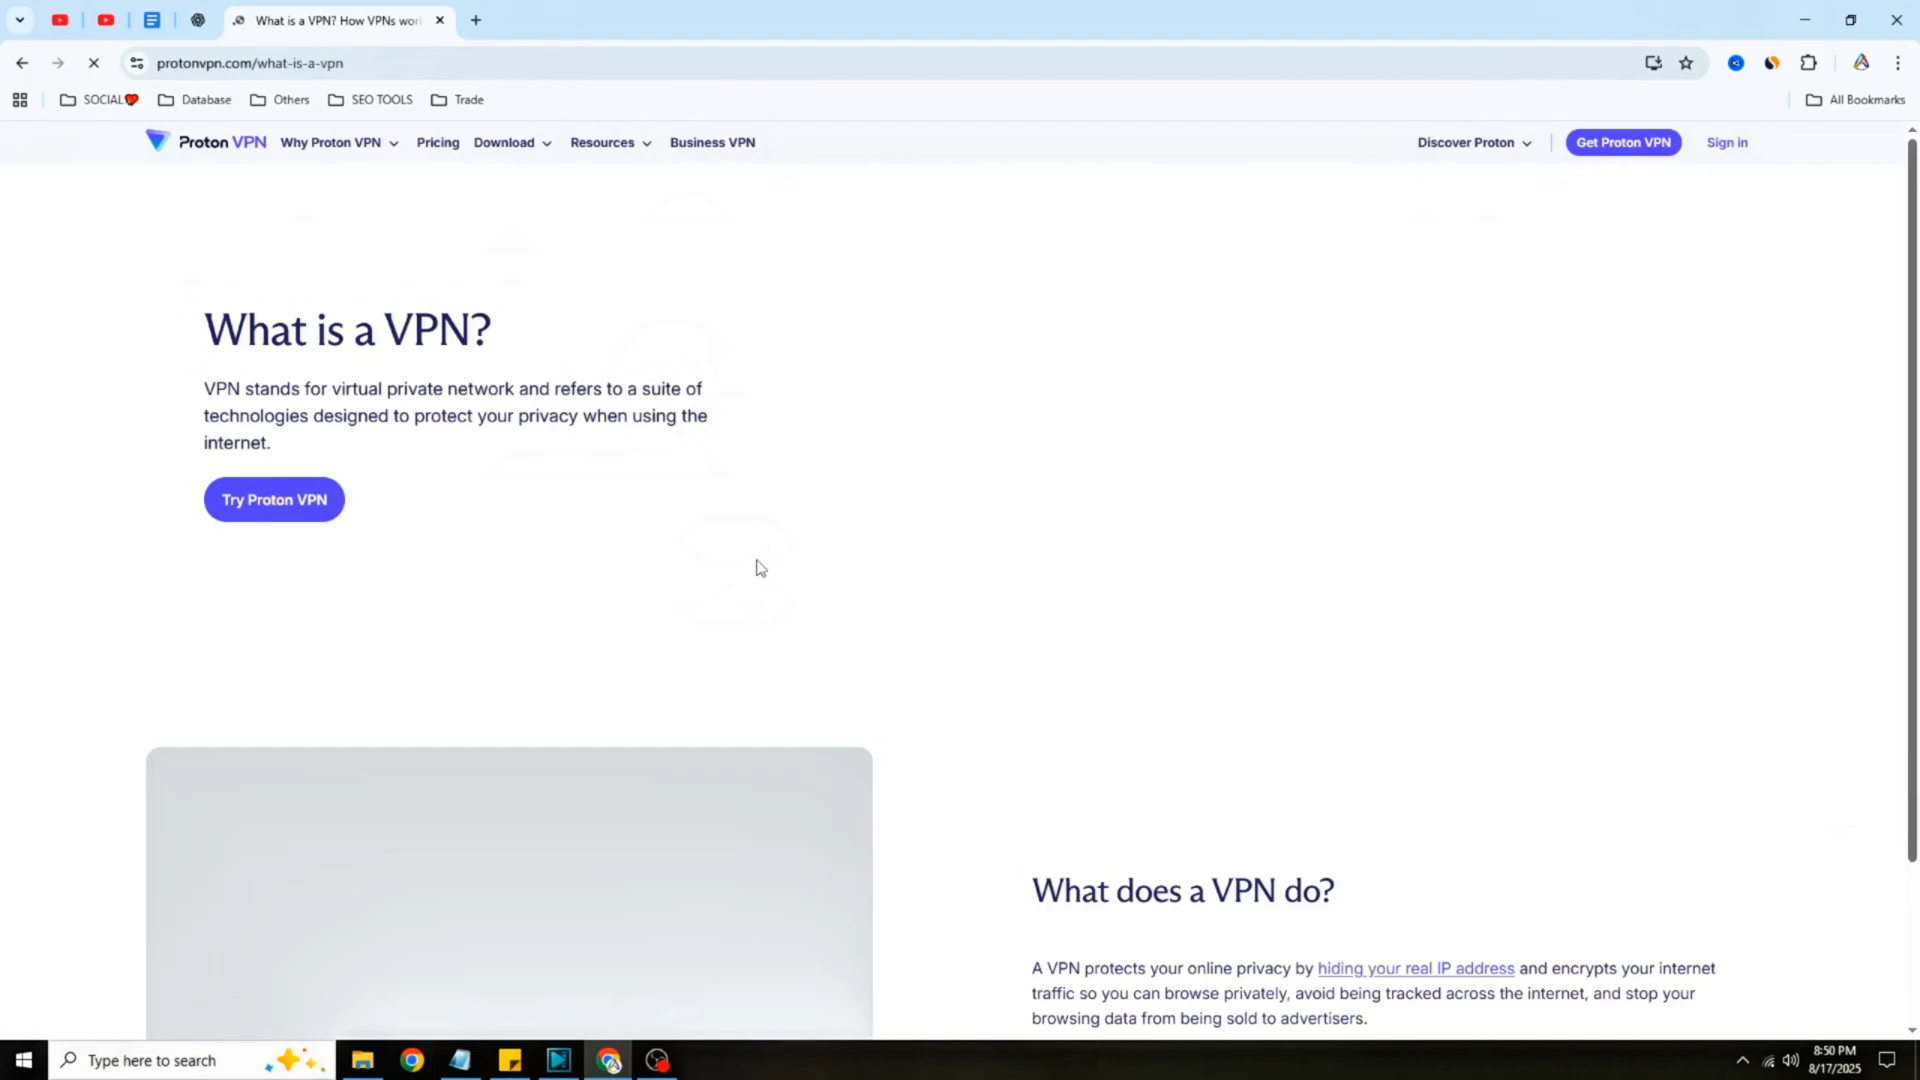 What is a VPN? How VPNs wor
protonvpn.com/what-is-a-vpn
SOCIAL Database Others SEO TOOLS Trade All Bookmarks
Proton VPN Why Proton VPN Pricing Download Resources Business VPN Discover Proton Get Proton VPN Sign in
What is a VPN?
VPN stands for virtual private network and refers to a suite of
technologies designed to protect your privacy when using the
internet.
Try Proton VPN
What does a VPN do?
A VPN protects your online privacy by hiding your real IP address and encrypts your internet
traffic so you can browse privately, avoid being tracked across the internet, and stop your
browsing data from being sold to advertisers.
Type here to search
8:50 PM
8/17/2025